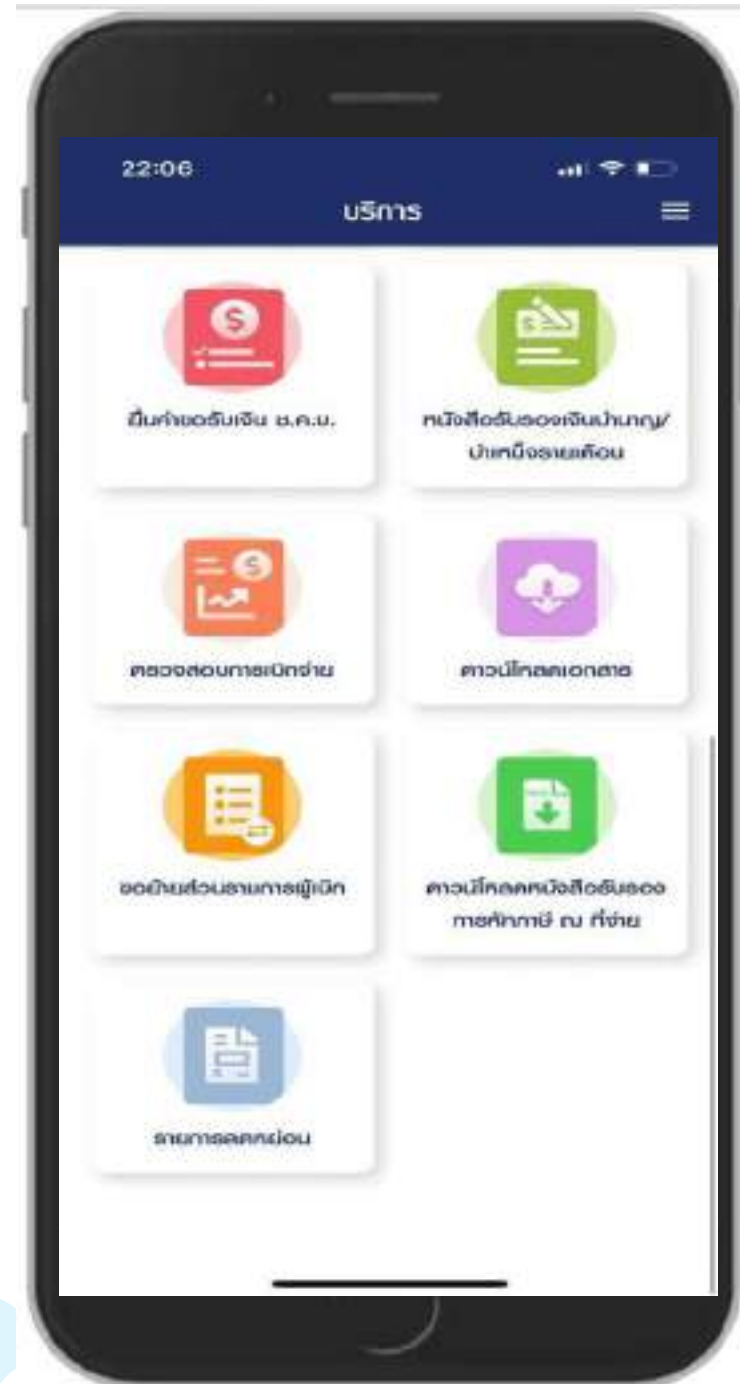 22:06
บริการ
ยื่นคำขอรับเงิน ช.ค.บ.
หนังสือรับรองเงินบำนาญ/
บำเหน็จรายเดือน
ตรวจสอบการเบิกจ่าย
ดาวน์โหลดเอกสาร
ขอย้ายส่วนราชการผู้เบิก
ดาวน์โหลดหนังสือรับรอง
การหักภาษี ณ ที่จ่าย
รายการลดหย่อน